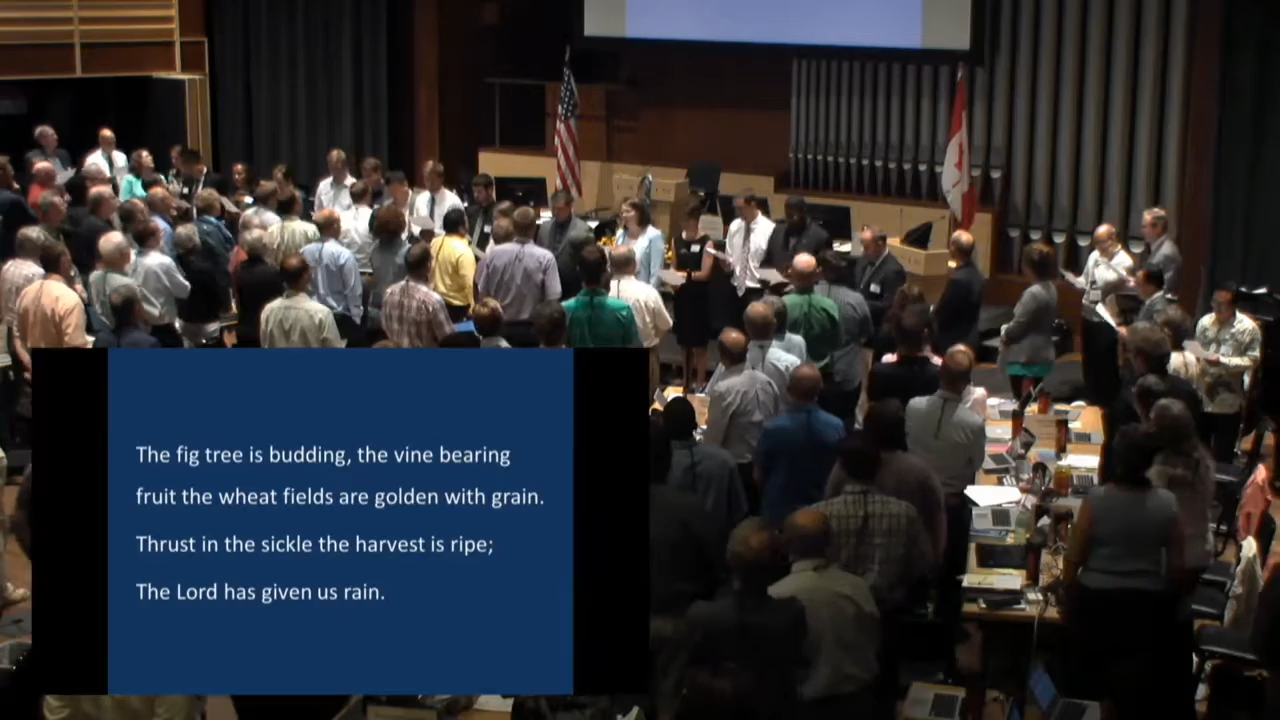 The fig tree is budding, the vine bearing
fruit the wheat fields are golden with grain.
Thrust in the sickle the harvest is ripe;
The Lord has given us rain.